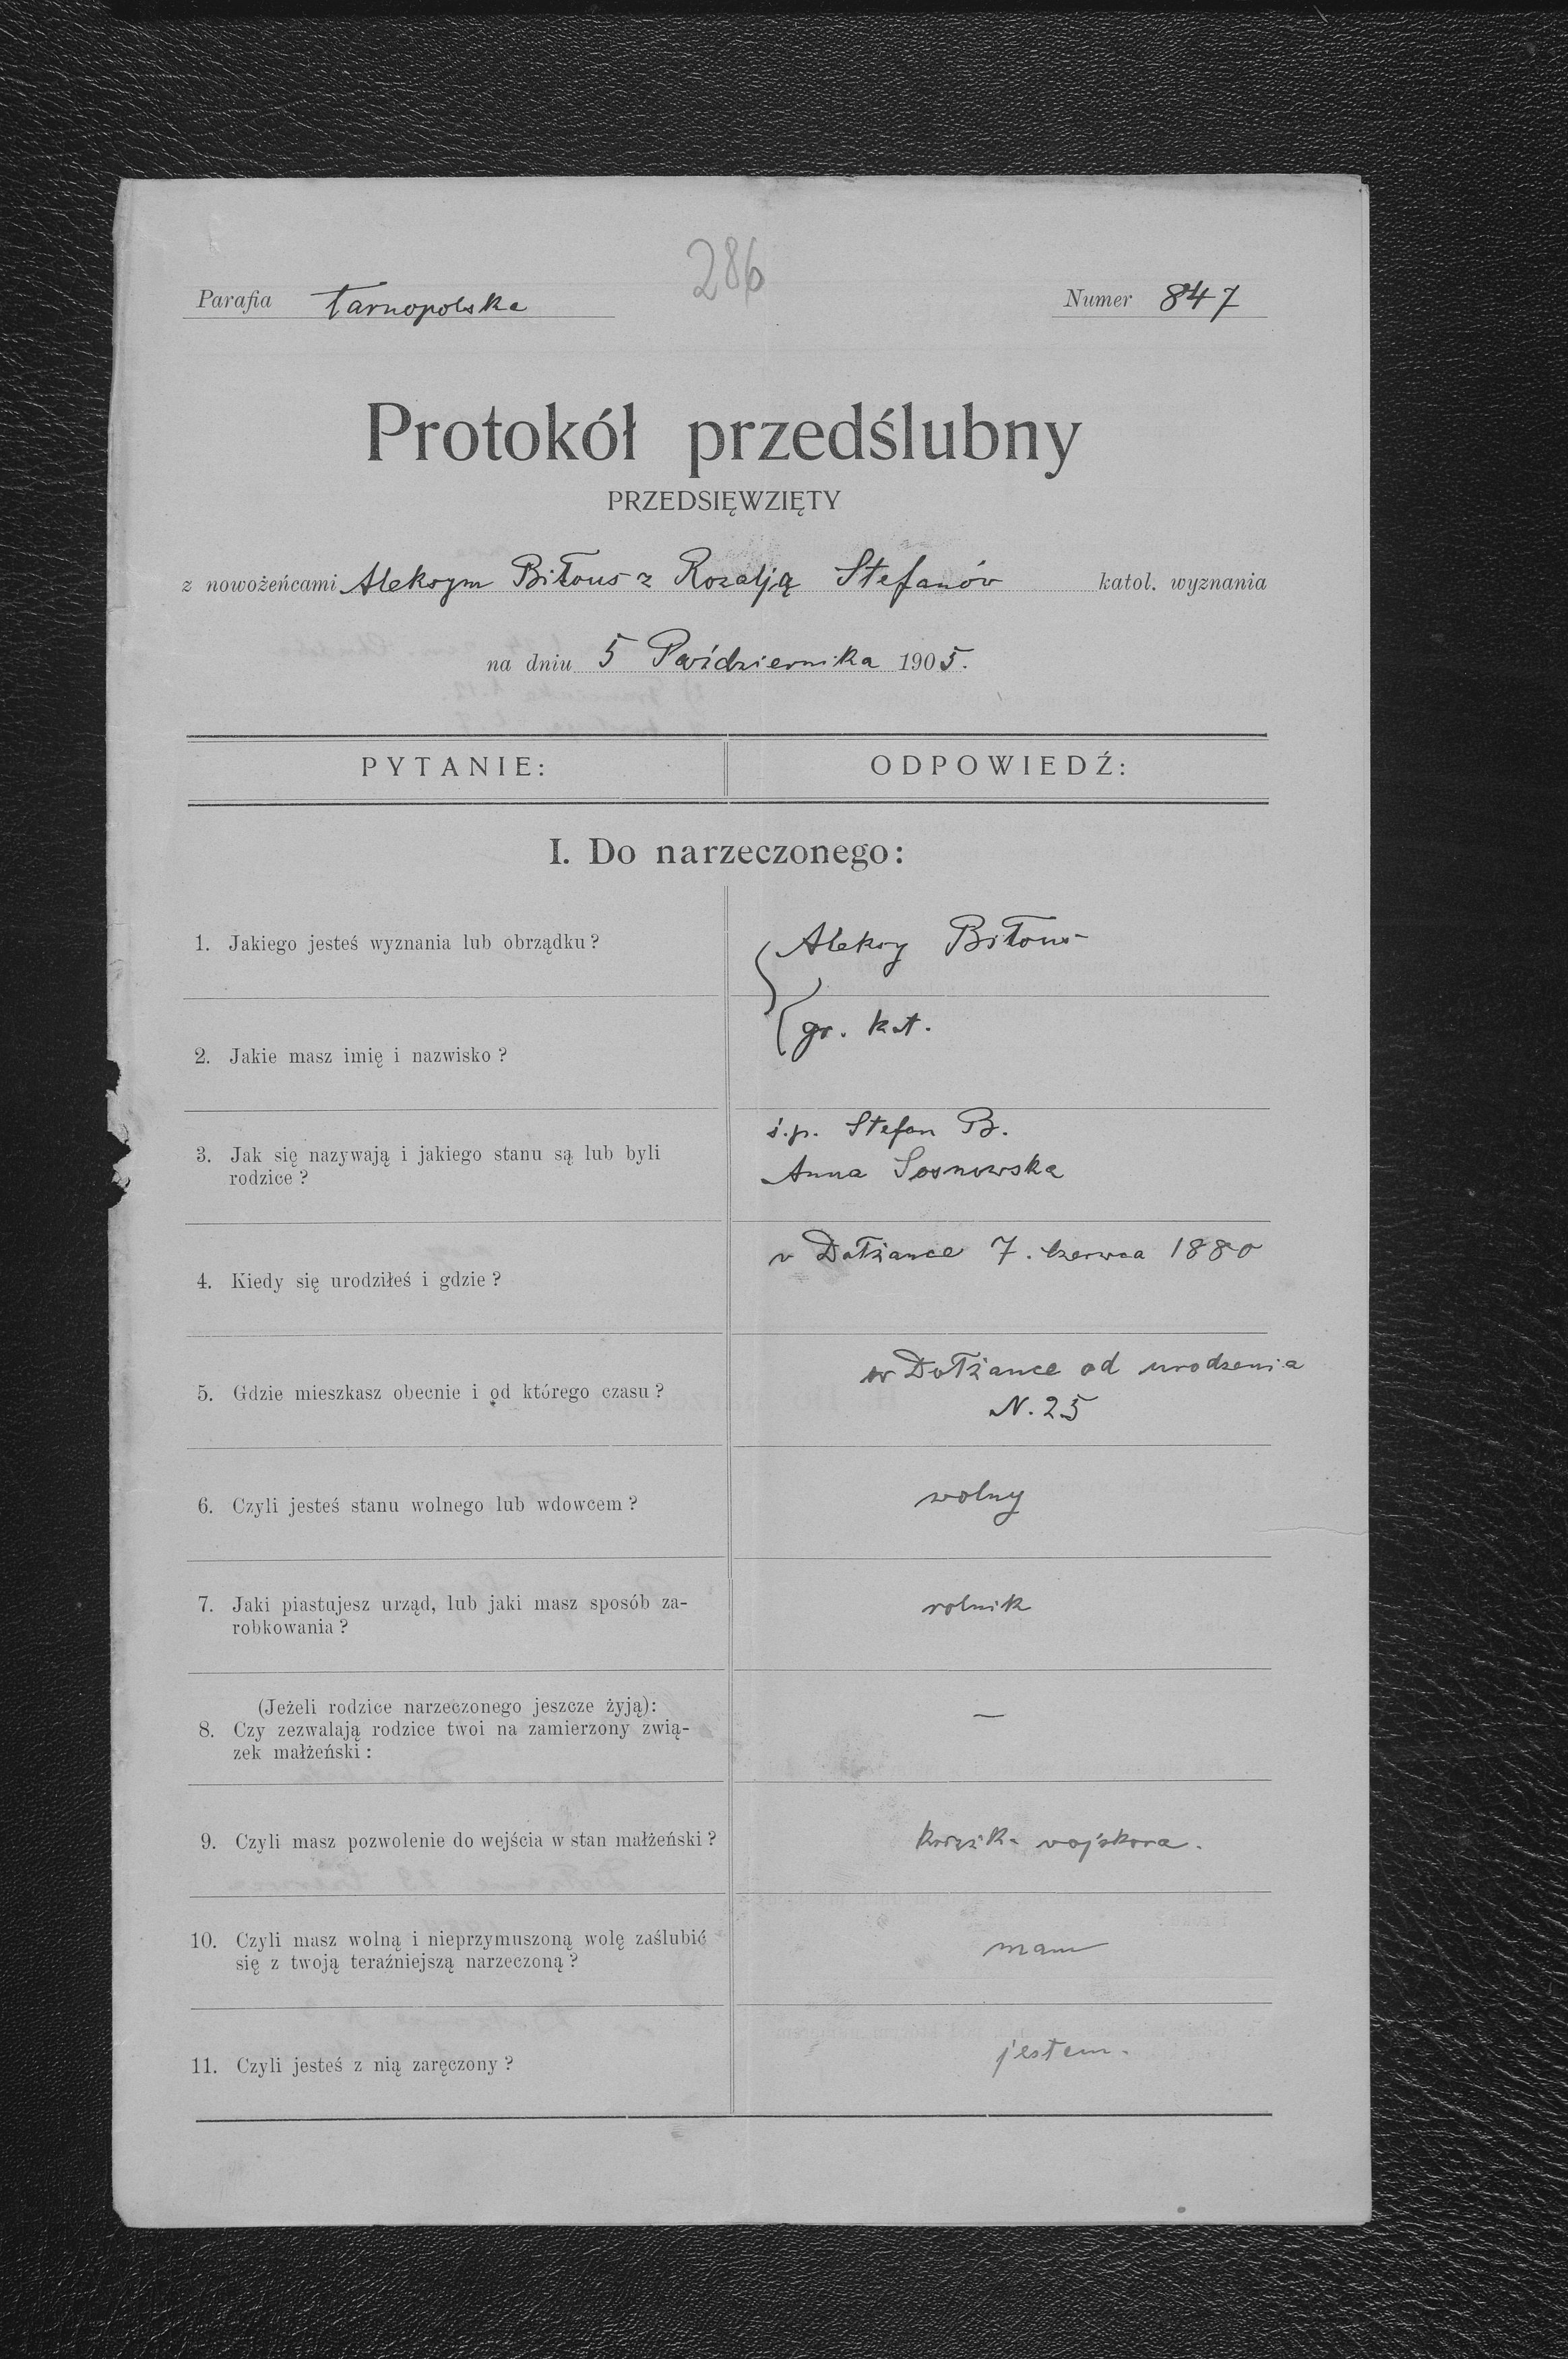 286
Parafia Tarnopolska Numer 847
Protokół przedślubny
PRZEDSIĘWZIĘTY
z nowożeńcami Aleksym Biłous z Rozalją Stefanów katol. wyznania
na dniu 5 Października 1905.
PYTANIE: ODPOWIEDŹ:
I. Do narzeczonego:
1. Jakiego jesteś wyznania lub obrządku? Aleksy Biłous
2. Jakie masz imię i nazwisko? gr. kat.
ś.p. Stefan B.
3. Jak się nazywają i jakiego stanu są lub byli
rodzice? Anna Sosnowska
w Dołżance 7. Czerwca 1880
4. Kiedy się urodziłeś i gdzie?
w Dołżance od urodzenia
5. Gdzie mieszkasz obecnie i od którego czasu?
N. 25
6. Czyli jesteś stanu wolnego lub wdowcem? wolny
7. Jaki piastujesz urząd, lub jaki masz sposób za- rolnik
robkowania?
(Jeżeli rodzice narzeczonego jeszcze żyją):
8. Czy zezwalają rodzice twoi na zamierzony zwią- —
zek małżeński:
9. Czyli masz pozwolenie do wejścia w stan małżeński? wojskowa.
10. Czyli masz wolną i nieprzymuszoną wolę zaślubić mam
się z twoją teraźniejszą narzeczoną?
11. Czyli jesteś z nią zaręczony? jestem.